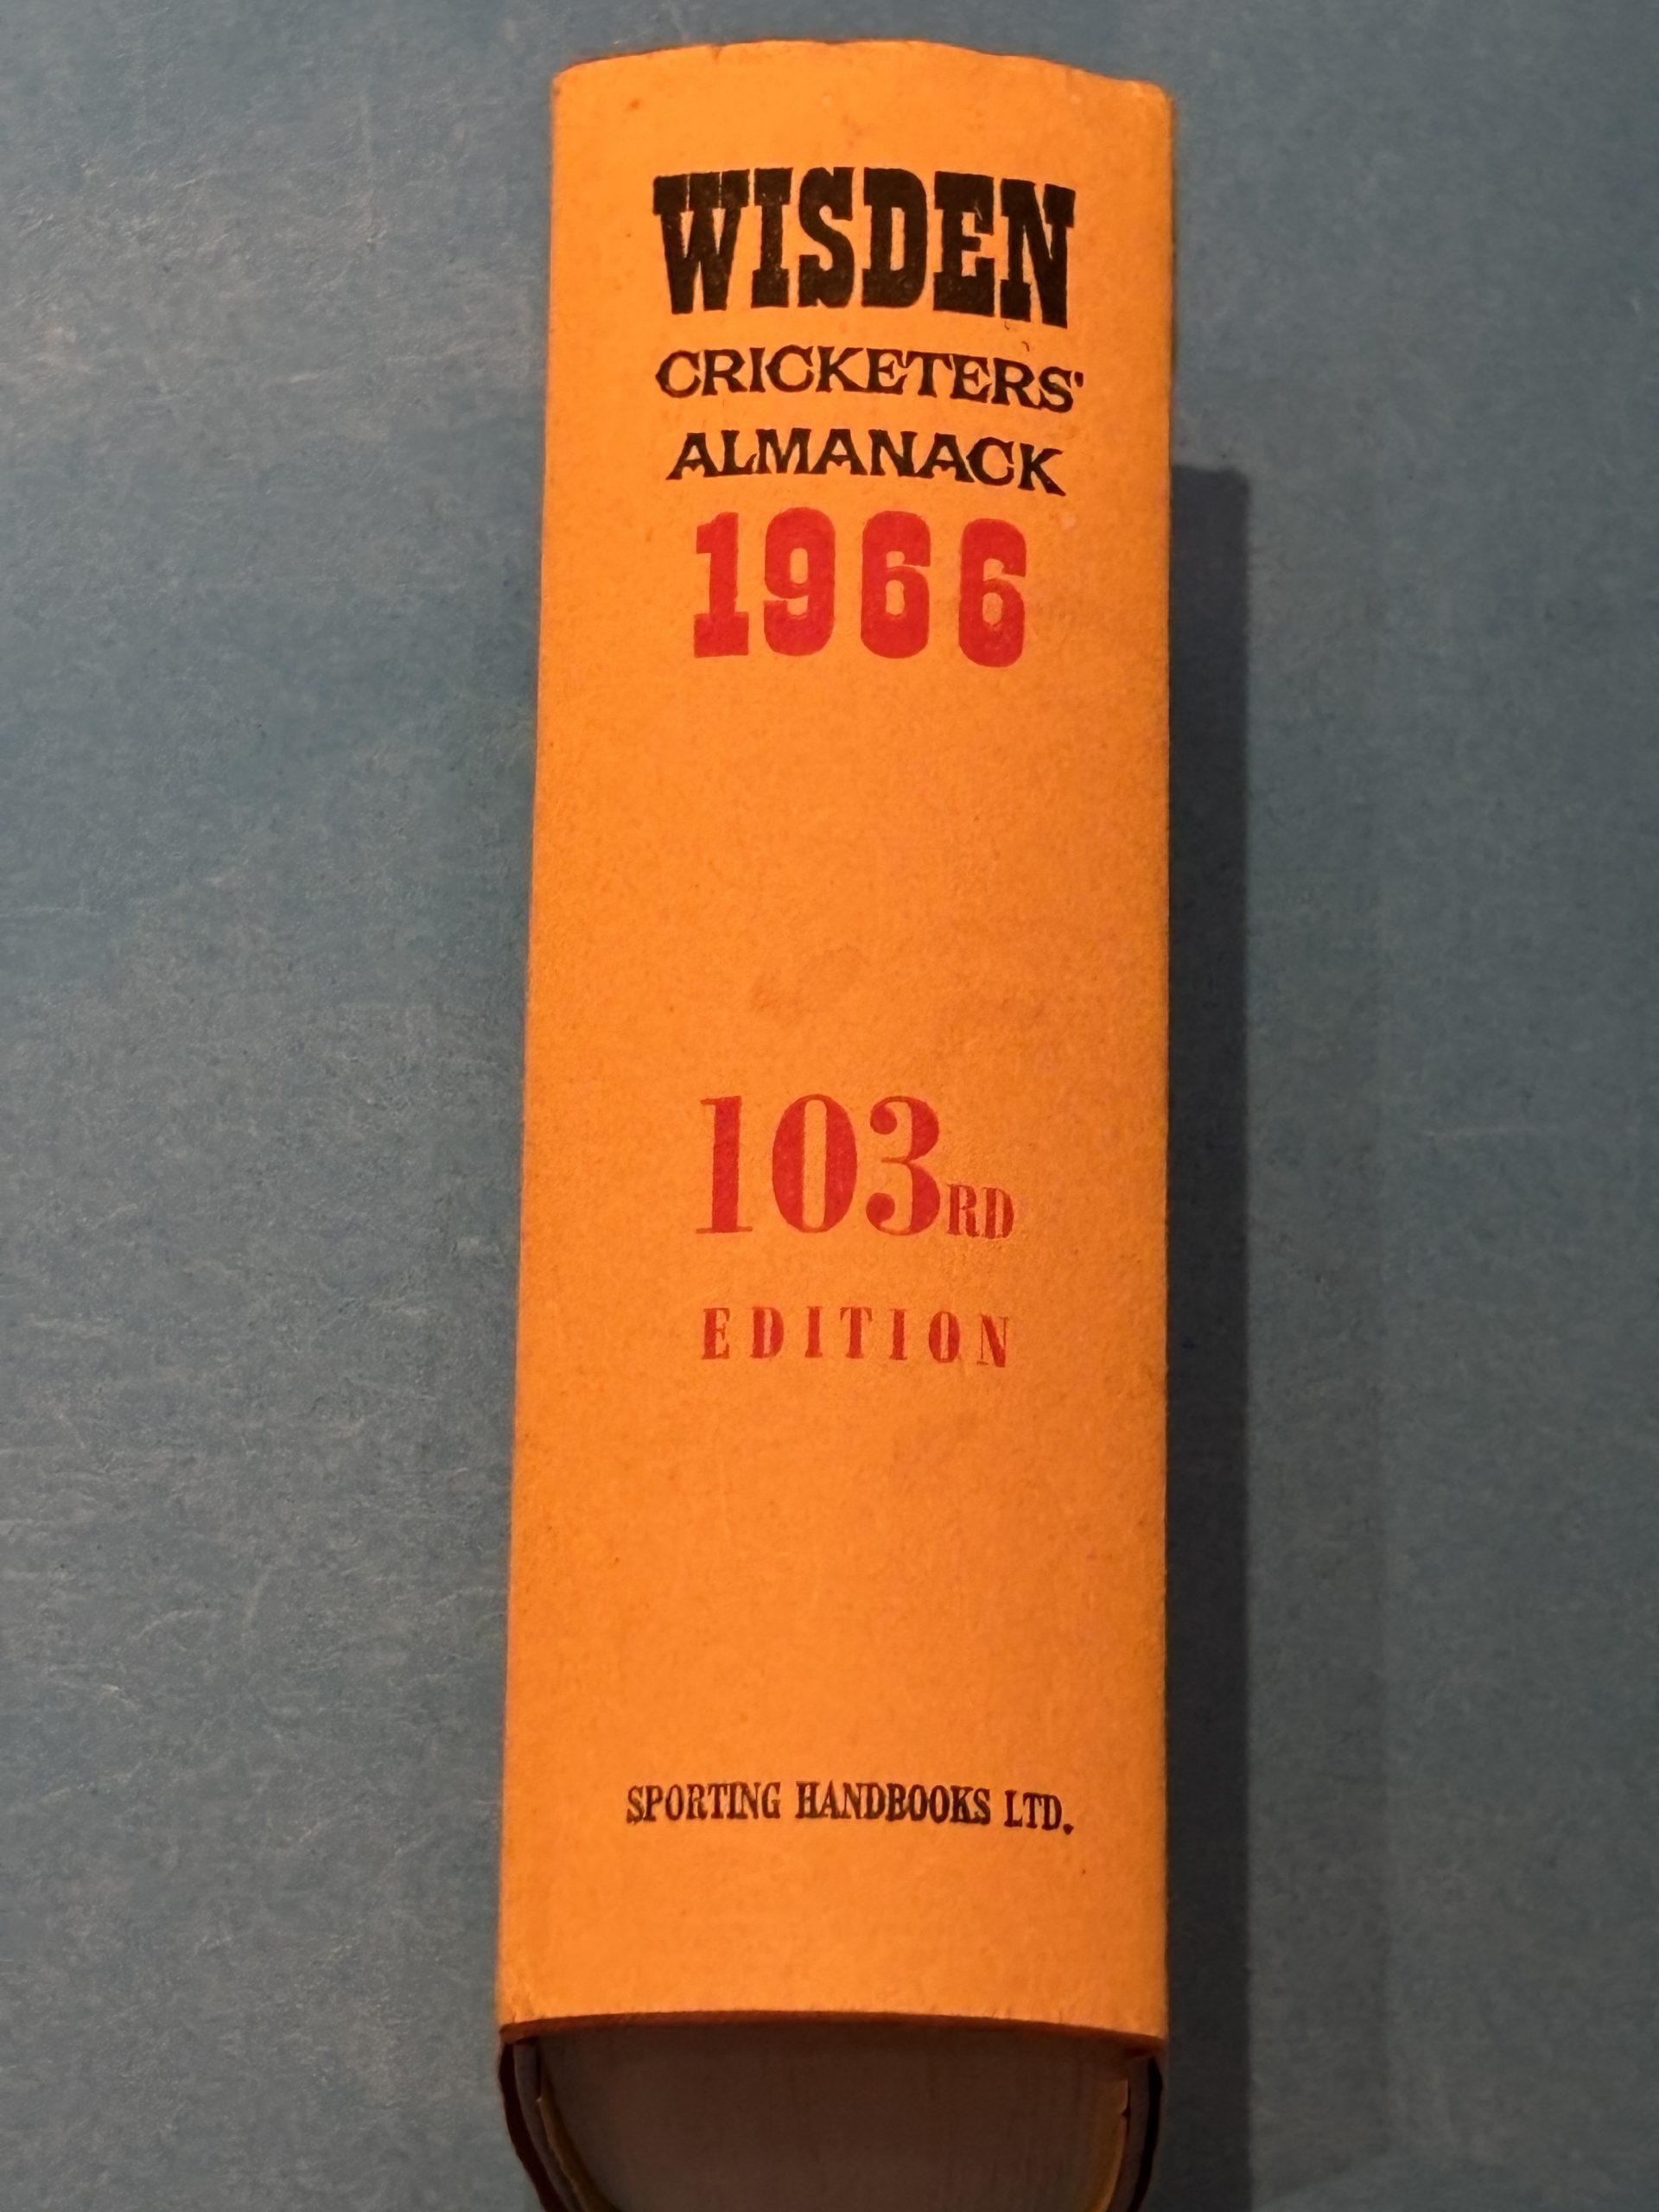 WISDEN
CRICKETERS'
ALMANACK
1966
103RD
EDITION
SPORTING HANDBOOKS LTD.